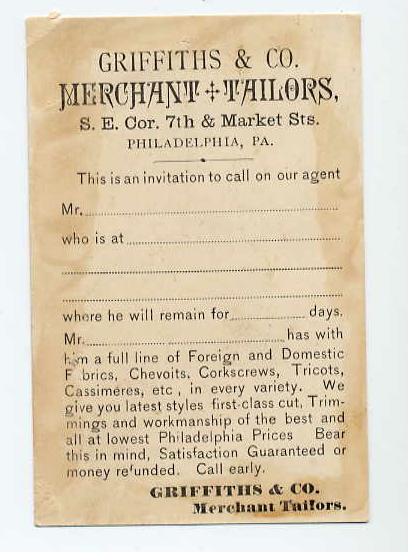 GRIFFITHS & CO.
MERCHANT ✢ TAILORS,
S. E. Cor. 7th & Market Sts.
PHILADELPHIA, PA.
This is an invitation to call on our agent
Mr.
who is at
where he will remain for days.
Mr. has with
him a full line of Foreign and Domestic
F brics, Chevoits, Corkscrews, Tricots,
Cassimeres, etc , in every variety. We
give you latest styles first-class cut, Trim-
mings and workmanship of the best and
all at lowest Philadelphia Prices Bear
this in mind, Satisfaction Guaranteed or
money refunded. Call early.
GRIFFITHS & CO.
Merchant Tailors.